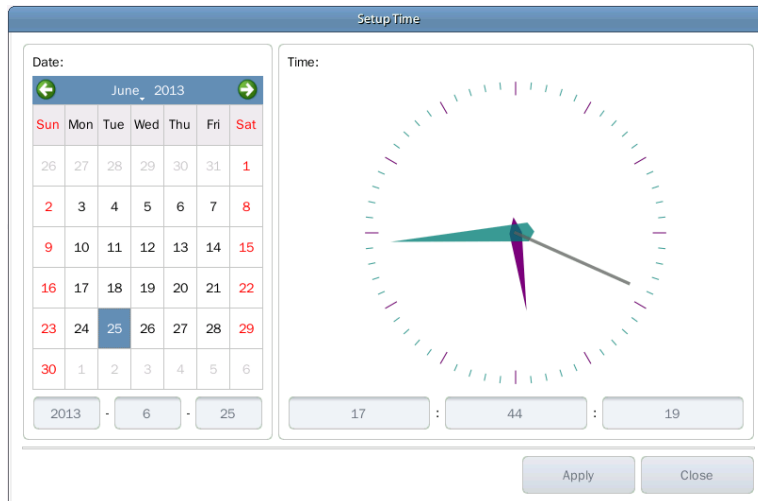 Setup Time
Date:
June 2013
Sun Mon Tue Wed Thu Fri Sat
26 27 28 29 30 31 1
2 3 4 5 6 7 8
9 10 11 12 13 14 15
16 17 18 19 20 21 22
23 24 25 26 27 28 29
30 1 2 3 4 5 6
2013 - 6 - 25
Time:
17 : 44 : 19
Apply Close